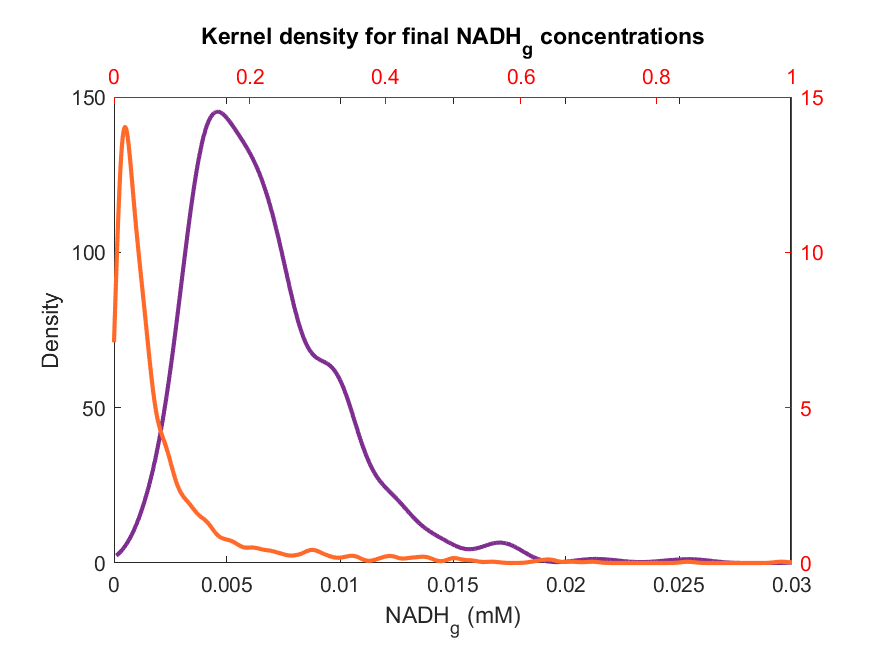 Kernel density for final NADHg concentrations
0 0.2 0.4 0.6 0.8 1
150 15
100 10
Density
50 5
0 0
0 0.005 0.01 0.015 0.02 0.025 0.03
NADHg (mM)